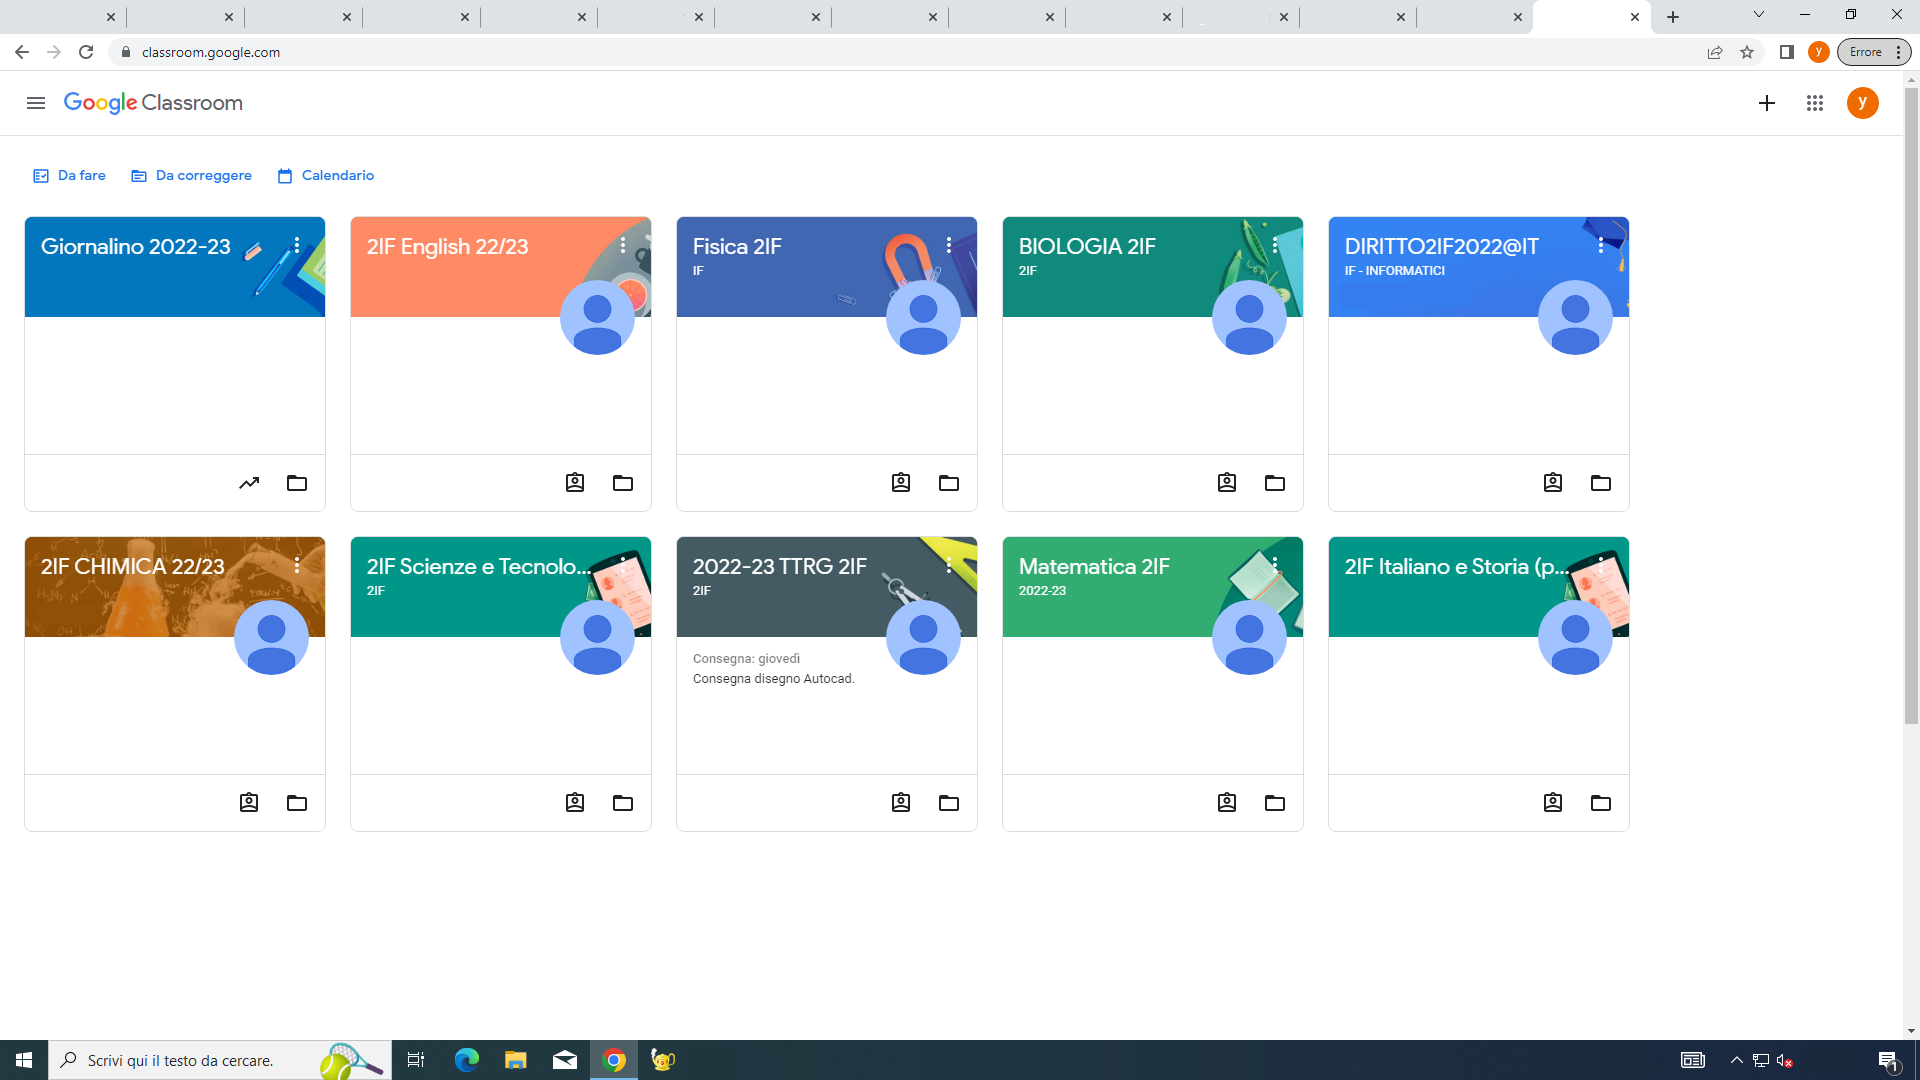 classroom.google.com
y
Errore
Google Classroom
y
Da fare
Da correggere
Calendario
Giornalino 2022-23
2IF English 22/23
Fisica 2IF
IF
BIOLOGIA 2IF
2IF
DIRITTO2IF2022@IT
IF - INFORMATICI
2IF CHIMICA 22/23
2IF Scienze e Tecnolo...
2IF
2022-23 TTRG 2IF
2IF
Consegna: giovedì
Consegna disegno Autocad.
Matematica 2IF
2022-23
2IF Italiano e Storia (p...
Scrivi qui il testo da cercare.
1